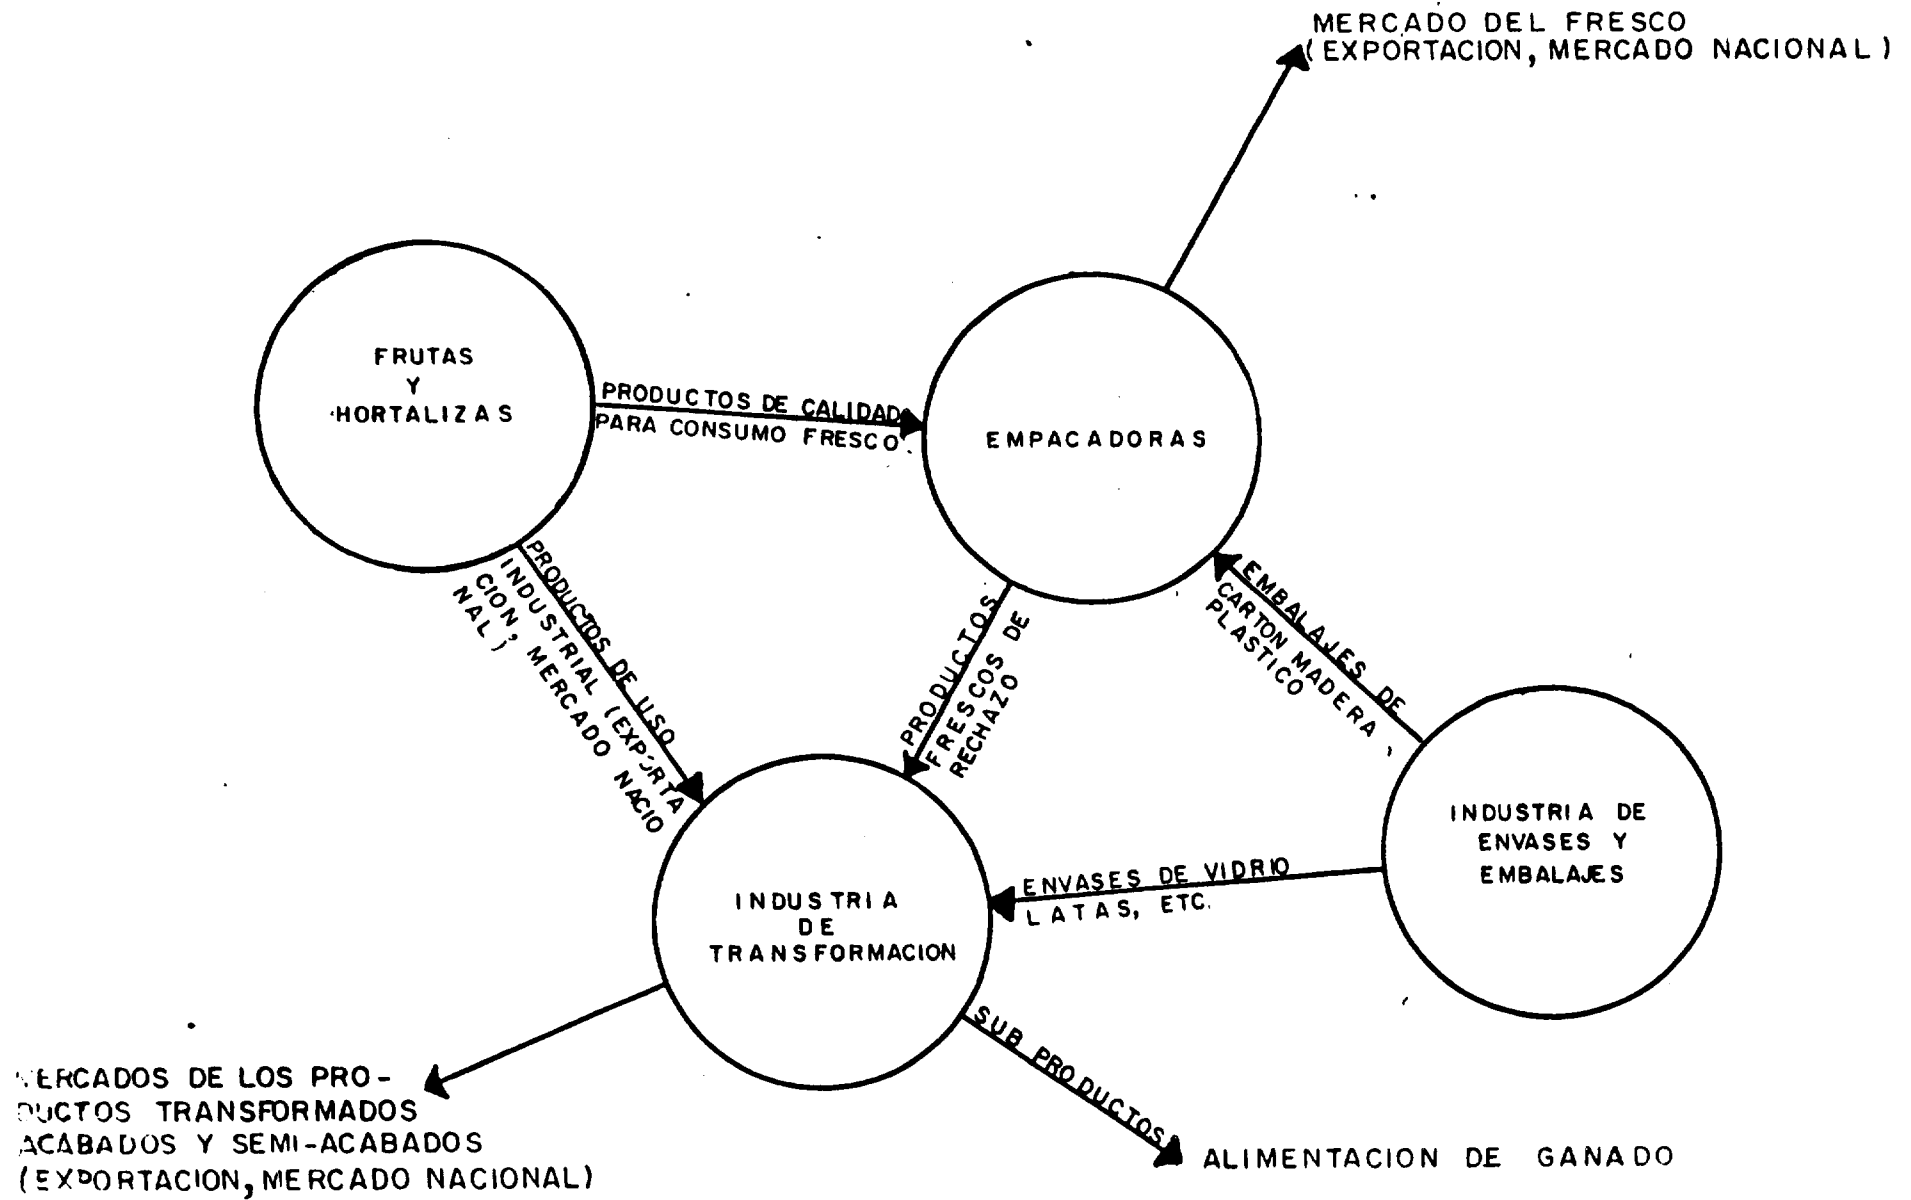 MERCADO DEL FRESCO
(EXPORTACION, MERCADO NACIONAL)
FRUTAS
Y
HORTALIZAS
PRODUCTOS DE CALIDAD
PARA CONSUMO FRESCO
EMPACADORAS
PRODUCTOS DE USO
INDUSTRIAL (EXPORTA
CION, MERCADO NACIO
NAL)
PRODUCTOS
FRESCOS DE
RECHAZO
EMBALAJES DE
CARTON MADERA,
PLASTICO
INDUSTRIA DE
ENVASES Y
EMBALAJES
ENVASES DE VIDRIO
LATAS, ETC.
INDUSTRIA
DE
TRANSFORMACION
SUB PRODUCTOS
ALIMENTACION DE GANADO
MERCADOS DE LOS PRO-
DUCTOS TRANSFORMADOS
ACABADOS Y SEMI-ACABADOS
(EXPORTACION, MERCADO NACIONAL)